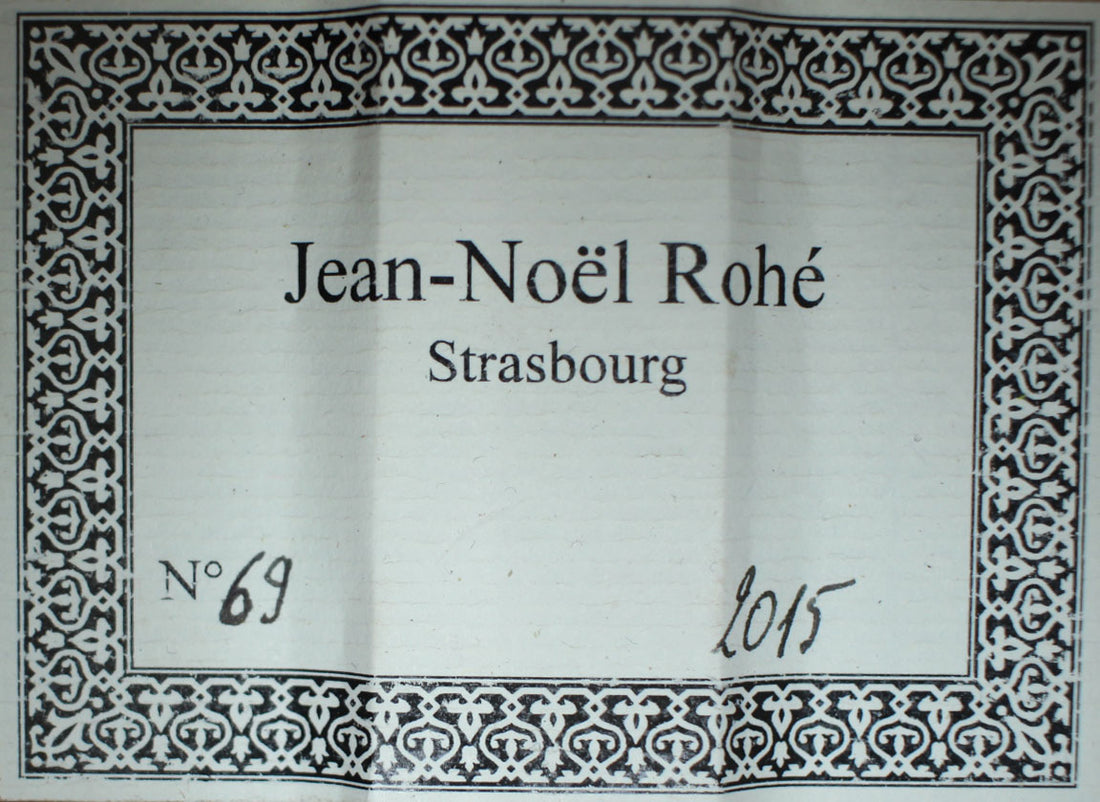 Jean-Noël Rohé
Strasbourg
N° 69 2015